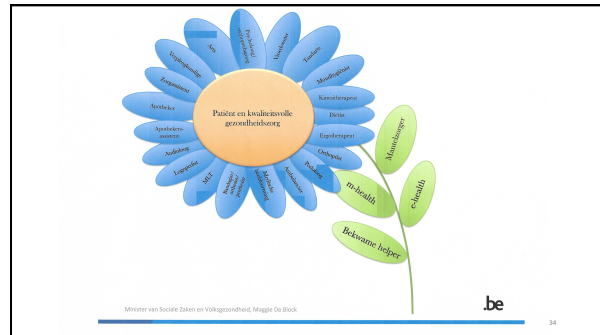 Patiënt en kwaliteitsvolle
gezondheidszorg
Arts
Vroedvrouw
Tandarts
Mondhygiënist
Kinesitherapeut
Diëtist
Ergotherapeut
Orthoptist
Podoloog
Ambulancier
MLT
Logopedist
Audioloog
Apothekers-
assistent
Apotheker
Zorgassistent
Verpleegkundige
Mantelzorger
m-health
e-health
Bekwame helper
Minister van Sociale Zaken en Volksgezondheid, Maggie De Block
.be
34